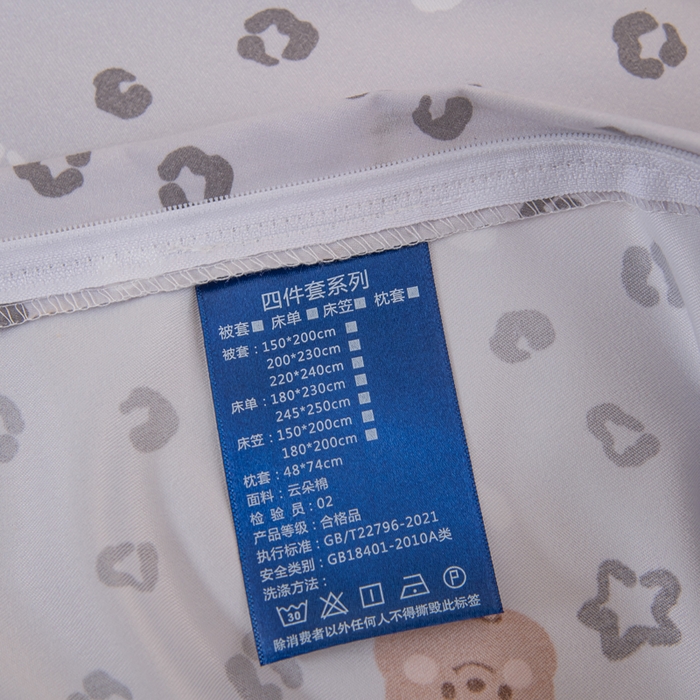 四件套系列
被套■ 床单■ 床笠■ 枕套■
被套：150*200cm ■
200*230cm ■
220*240cm ■
床单：180*230cm ■
245*250cm ■
床笠：150*200cm ■
180*200cm ■
枕套：48*74cm
面料：云朵棉
检 验 员：02
产品等级：合格品
执行标准：GB/T22796-2021
安全类别：GB18401-2010A类
洗涤方法：
30 P
除消费者以外任何人不得撕毁此标签